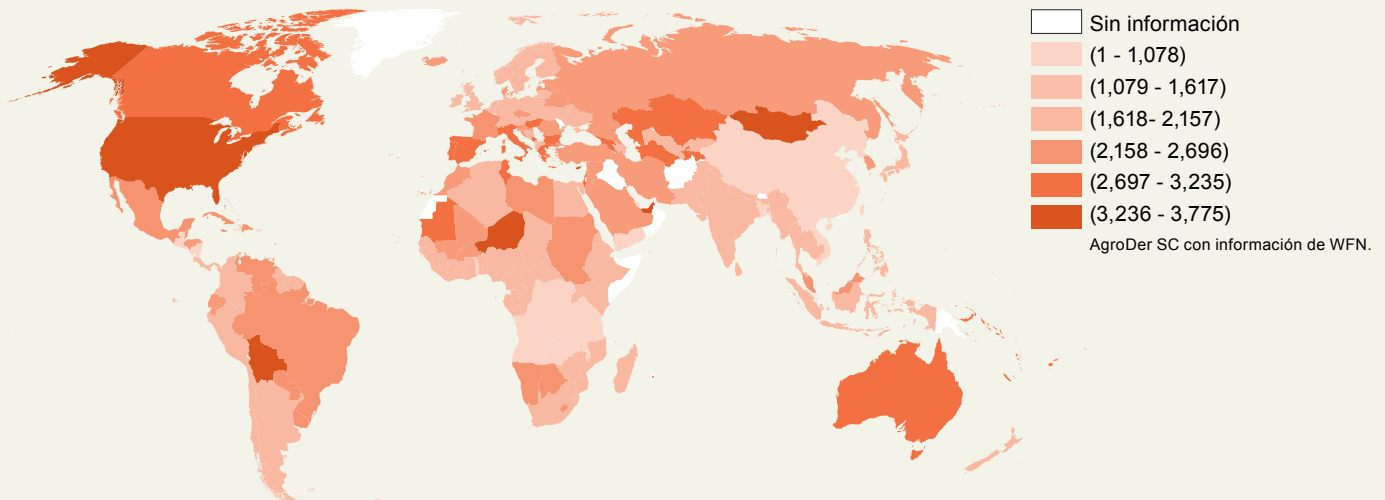 Sin información
(1 - 1,078)
(1,079 - 1,617)
(1,618- 2,157)
(2,158 - 2,696)
(2,697 - 3,235)
(3,236 - 3,775)
AgroDer SC con información de WFN.